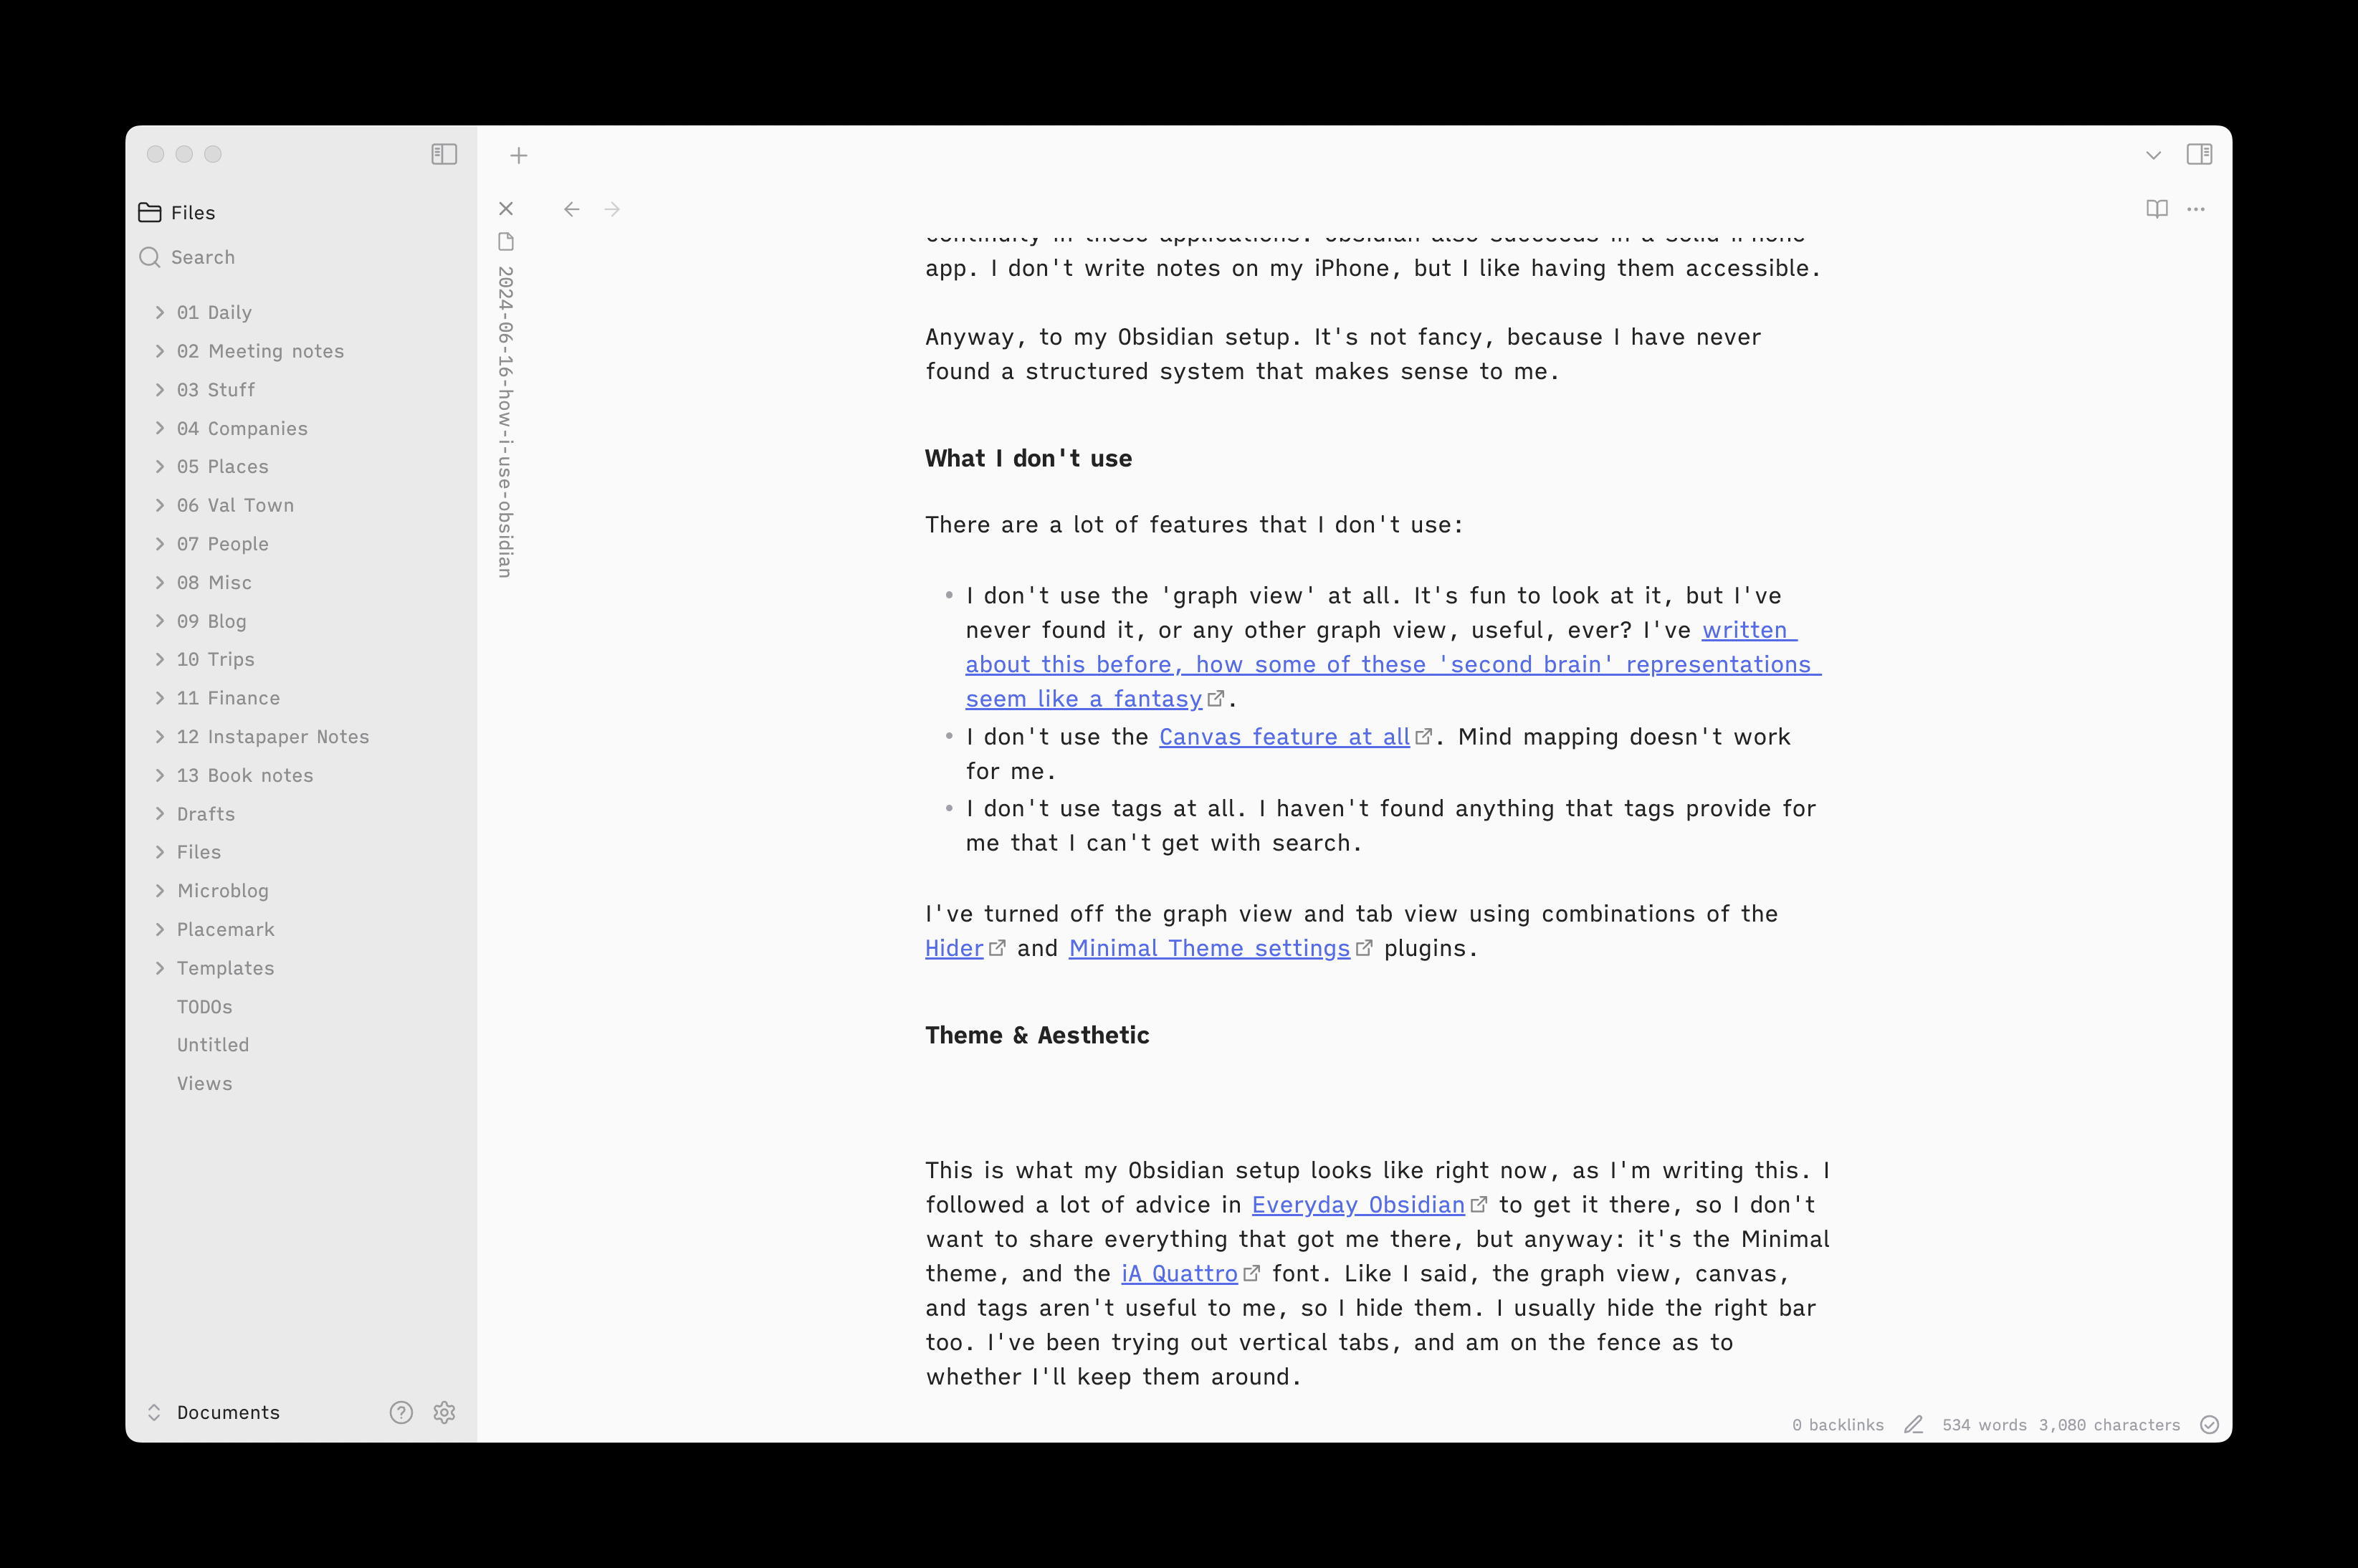 Files
Search
01 Daily
02 Meeting notes
03 Stuff
04 Companies
05 Places
06 Val Town
07 People
08 Misc
09 Blog
10 Trips
11 Finance
12 Instapaper Notes
13 Book notes
Drafts
Files
Microblog
Placemark
Templates
TODOs
Untitled
Views
Documents
2024-06-16-how-i-use-obsidian
continuity in these applications. Obsidian also succeeds in a solid iPhone
app. I don't write notes on my iPhone, but I like having them accessible.
Anyway, to my Obsidian setup. It's not fancy, because I have never
found a structured system that makes sense to me.
What I don't use
There are a lot of features that I don't use:
• I don't use the 'graph view' at all. It's fun to look at it, but I've
never found it, or any other graph view, useful, ever? I've written
about this before, how some of these 'second brain' representations
seem like a fantasy.
• I don't use the Canvas feature at all. Mind mapping doesn't work
for me.
• I don't use tags at all. I haven't found anything that tags provide for
me that I can't get with search.
I've turned off the graph view and tab view using combinations of the
Hider and Minimal Theme settings plugins.
Theme & Aesthetic
This is what my Obsidian setup looks like right now, as I'm writing this. I
followed a lot of advice in Everyday Obsidian to get it there, so I don't
want to share everything that got me there, but anyway: it's the Minimal
theme, and the iA Quattro font. Like I said, the graph view, canvas,
and tags aren't useful to me, so I hide them. I usually hide the right bar
too. I've been trying out vertical tabs, and am on the fence as to
whether I'll keep them around.
0 backlinks 534 words 3,080 characters